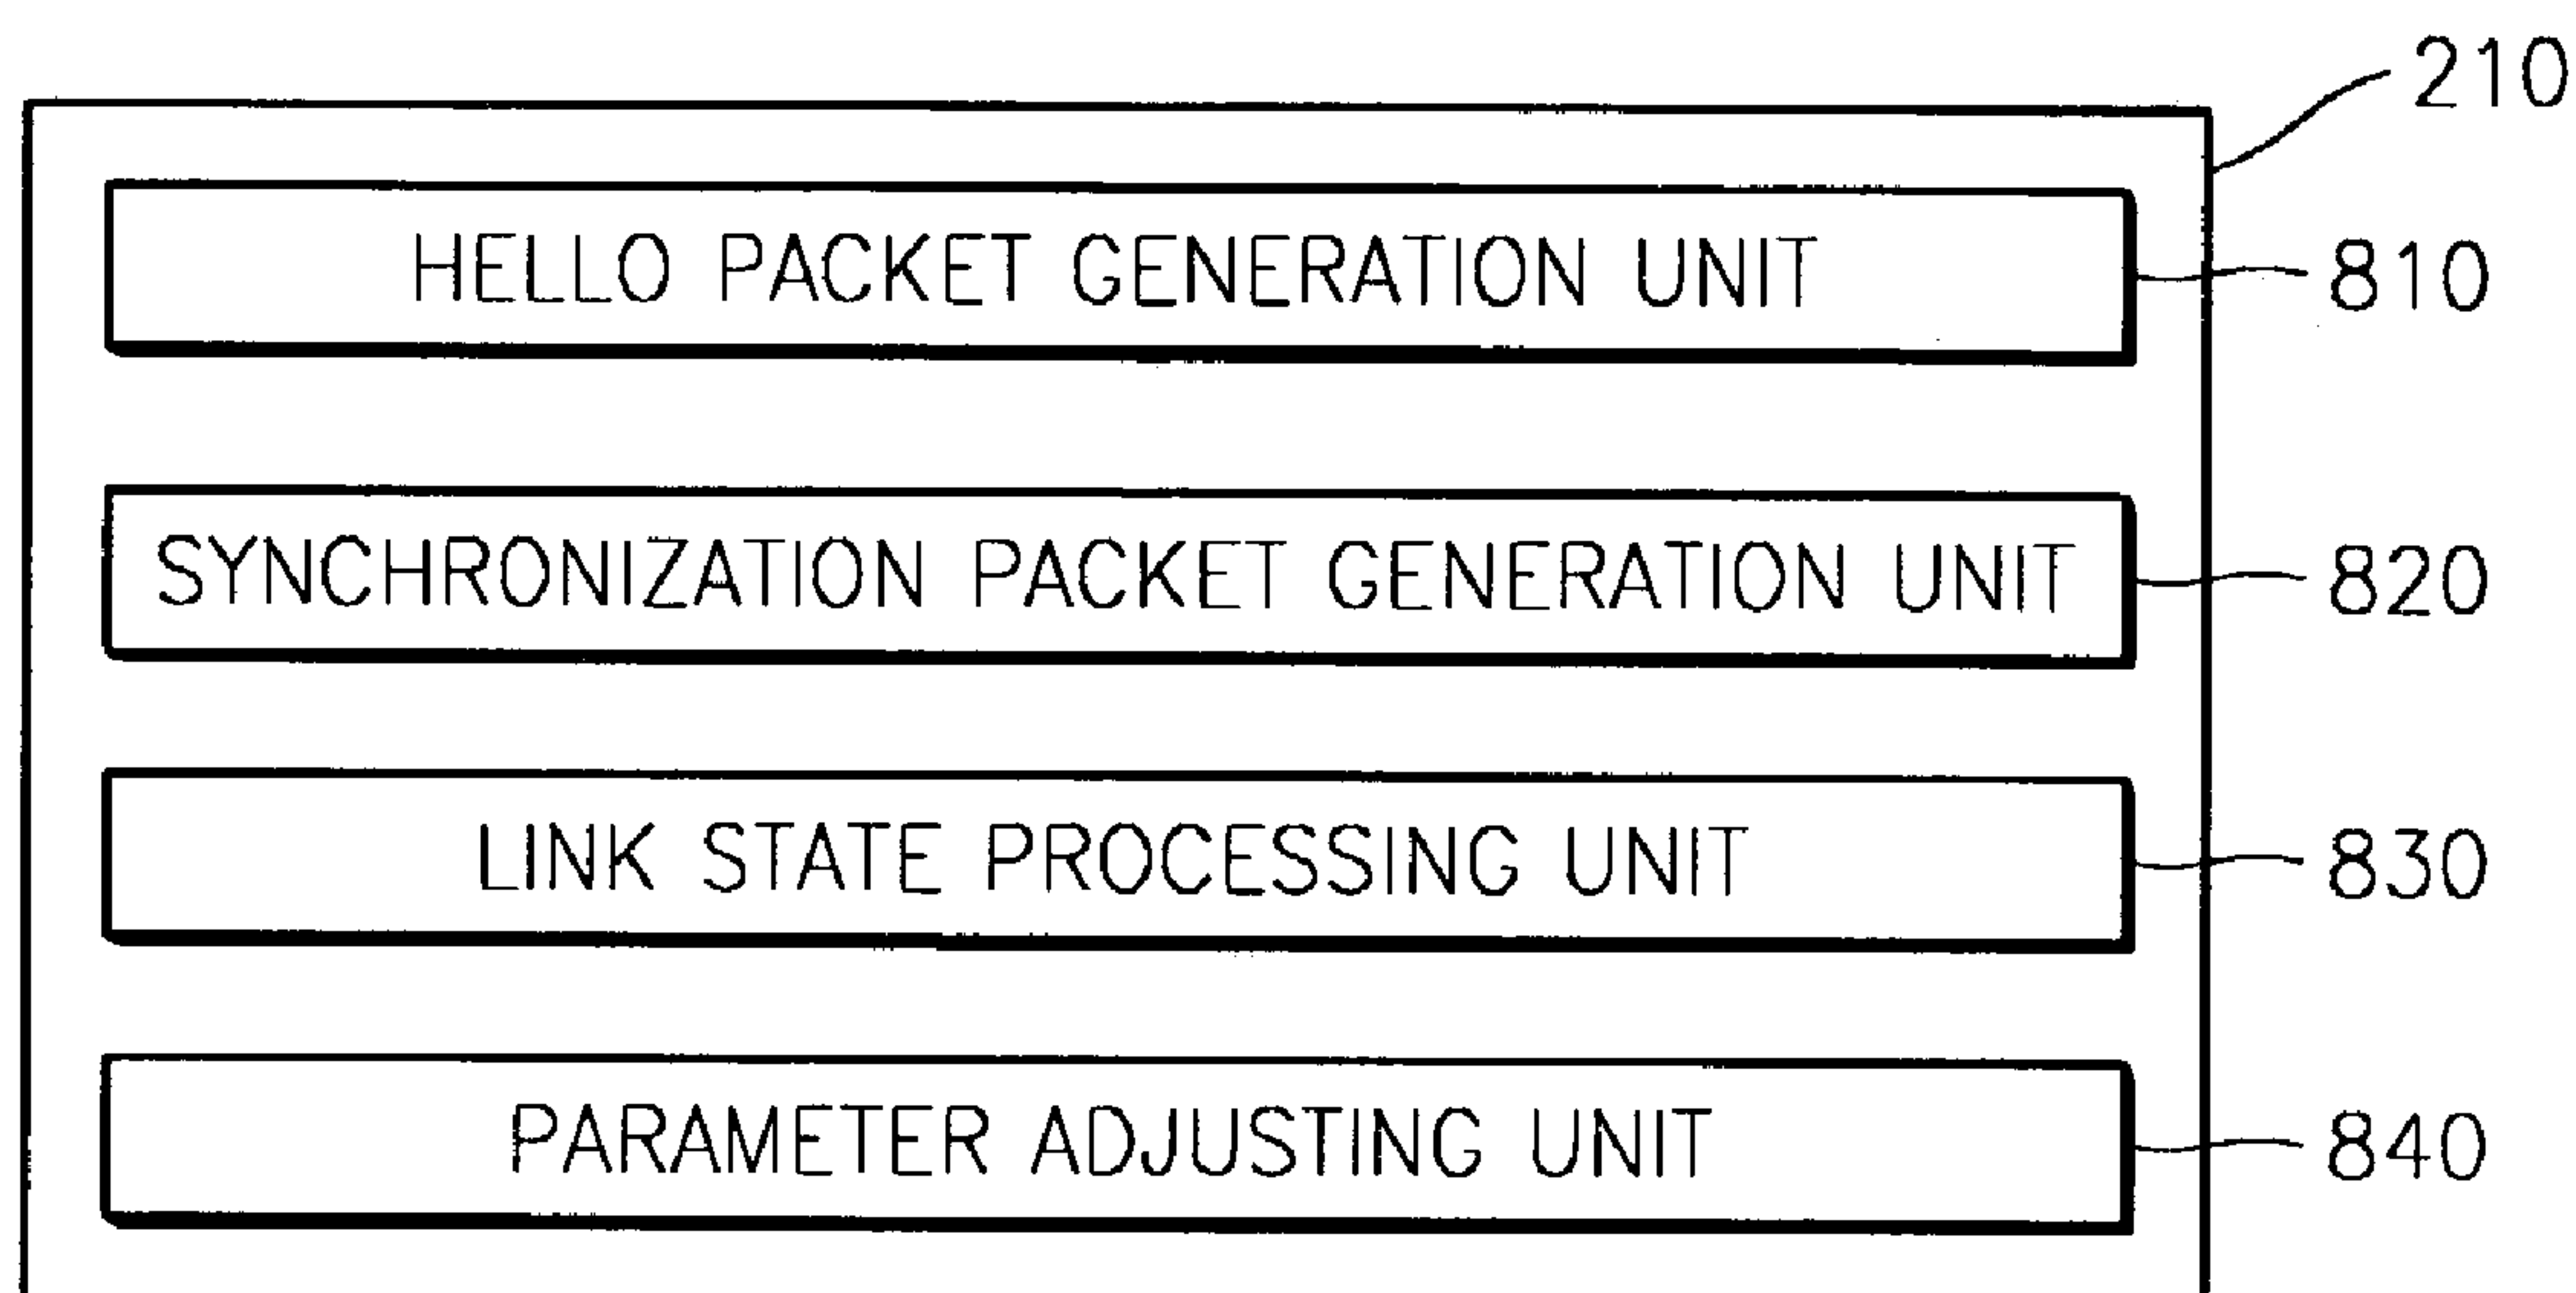 210
HELLO PACKET GENERATION UNIT 810
SYNCHRONIZATION PACKET GENERATION UNIT 820
LINK STATE PROCESSING UNIT 830
PARAMETER ADJUSTING UNIT 840